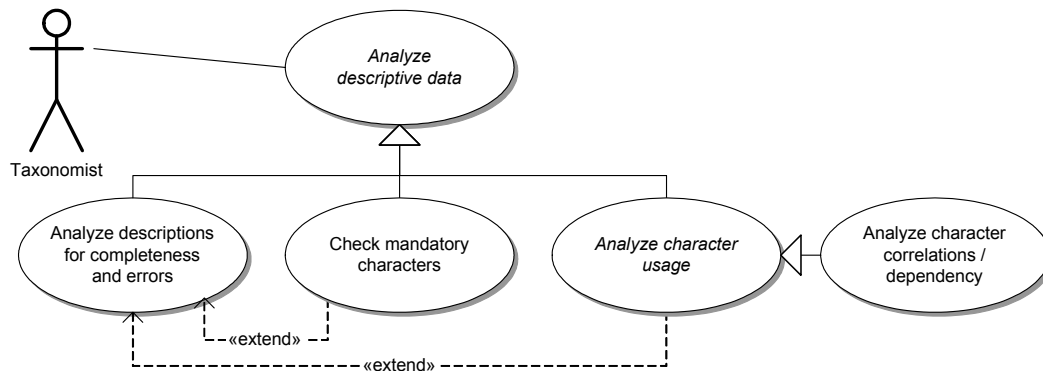 Analyze
descriptive data
Taxonomist
Analyze descriptions
for completeness
and errors
Check mandatory
characters
Analyze character
usage
Analyze character
correlations /
dependency
«extend»
«extend»